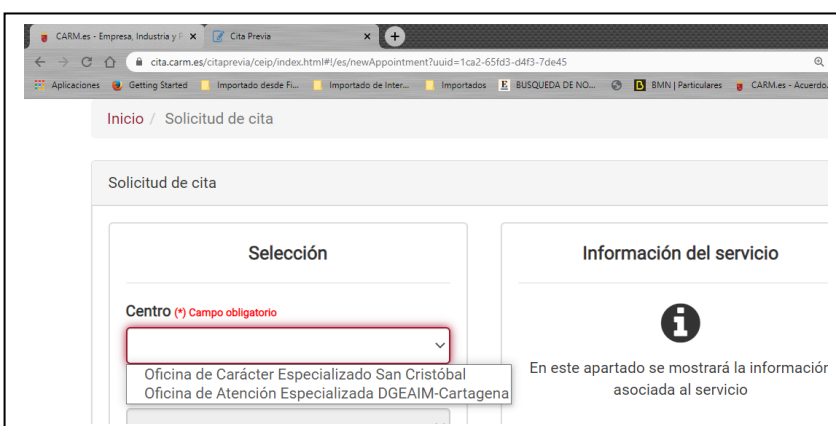 CARM.es - Empresa, Industria y P
Cita Previa
cita.carm.es/citaprevia/ceip/index.html#!/es/newAppointment?uuid=1ca2-65fd3-d4f3-7de45
Aplicaciones Getting Started Importado desde Fi... Importado de Inter... Importados E BUSQUEDA DE NO... B BMN | Particulares CARM.es - Acuerdo.
Inicio / Solicitud de cita
Solicitud de cita
Selección
Centro (*) Campo obligatorio
Oficina de Carácter Especializado San Cristóbal
Oficina de Atención Especializada DGEAIM-Cartagena
Información del servicio
En este apartado se mostrará la información
asociada al servicio